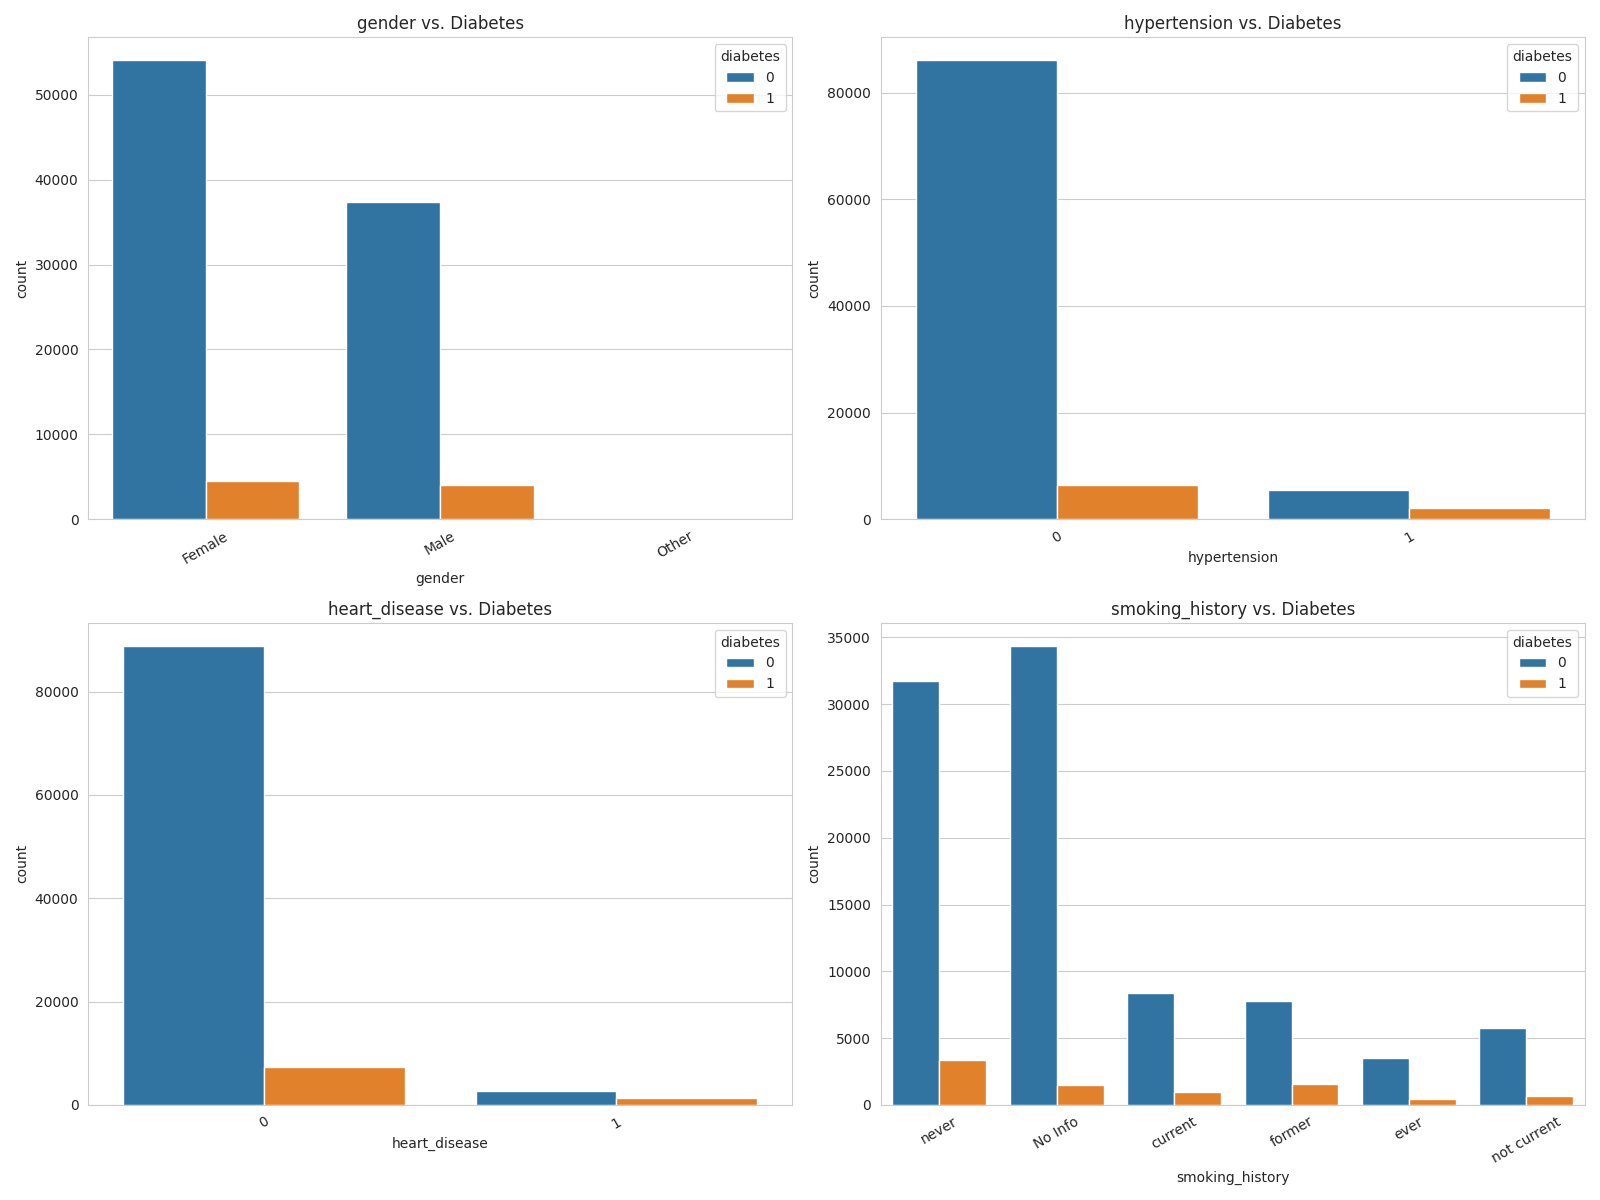 gender vs. Diabetes
diabetes
0
1
50000
40000
30000
20000
10000
0
count
Female
Male
Other
gender
hypertension vs. Diabetes
diabetes
0
1
80000
60000
40000
20000
0
count
0
1
hypertension
heart_disease vs. Diabetes
diabetes
0
1
80000
60000
40000
20000
0
count
0
1
heart_disease
smoking_history vs. Diabetes
diabetes
0
1
35000
30000
25000
20000
15000
10000
5000
0
count
never
No Info
current
former
ever
not current
smoking_history